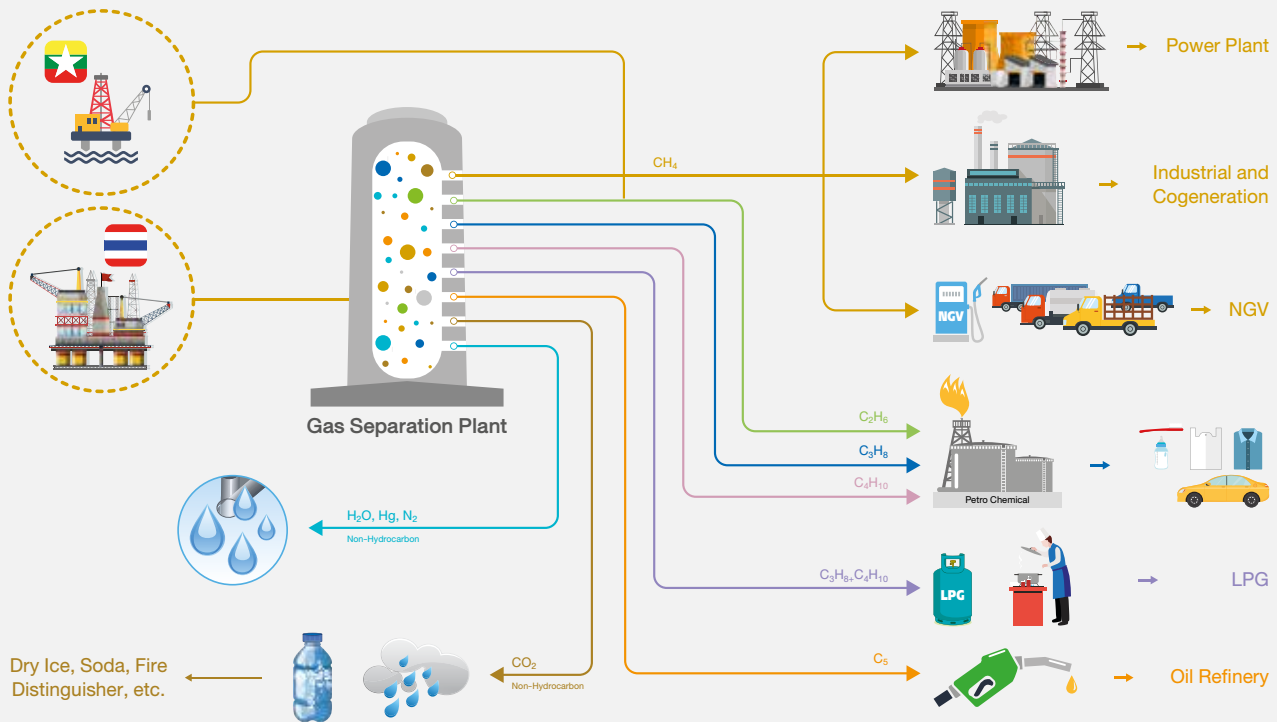 Power Plant
CH₄
Industrial and
Cogeneration
NGV
NGV
Gas Separation Plant
C₂H₆
C₃H₈
C₄H₁₀
Petro Chemical
H₂O, Hg, N₂
Non-Hydrocarbon
C₃H₈+C₄H₁₀
LPG
LPG
Dry Ice, Soda, Fire
Distinguisher, etc.
CO₂
Non-Hydrocarbon
C₅
Oil Refinery